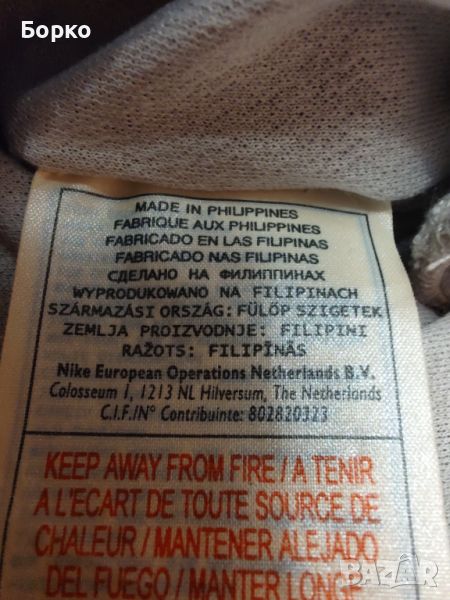 Борко
MADE IN PHILIPPINES
FABRIQUE AUX PHILIPPINES
FABRICADO EN LAS FILIPINAS
FABRICADO NAS FILIPINAS
СДЕЛАНО НА ФИЛИППИНАХ
WYPRODUKOWANO NA FILIPINACH
SZÁRMAZÁSI ORSZÁG: FÜLÖP SZIGETEK
ZEMLJA PROIZVODNJE: FILIPINI
RAŽOTS: FILIPĪNĀS
Nike European Operations Netherlands B.V.
Colosseum 1, 1213 NL Hilversum, The Netherlands
C.I.F./N° Contribuinte: 802820323
KEEP AWAY FROM FIRE / A TENIR
A L'ECART DE TOUTE SOURCE DE
CHALEUR / MANTENER ALEJADO
DEL FUEGO / MANTER LONGE
BAZAR